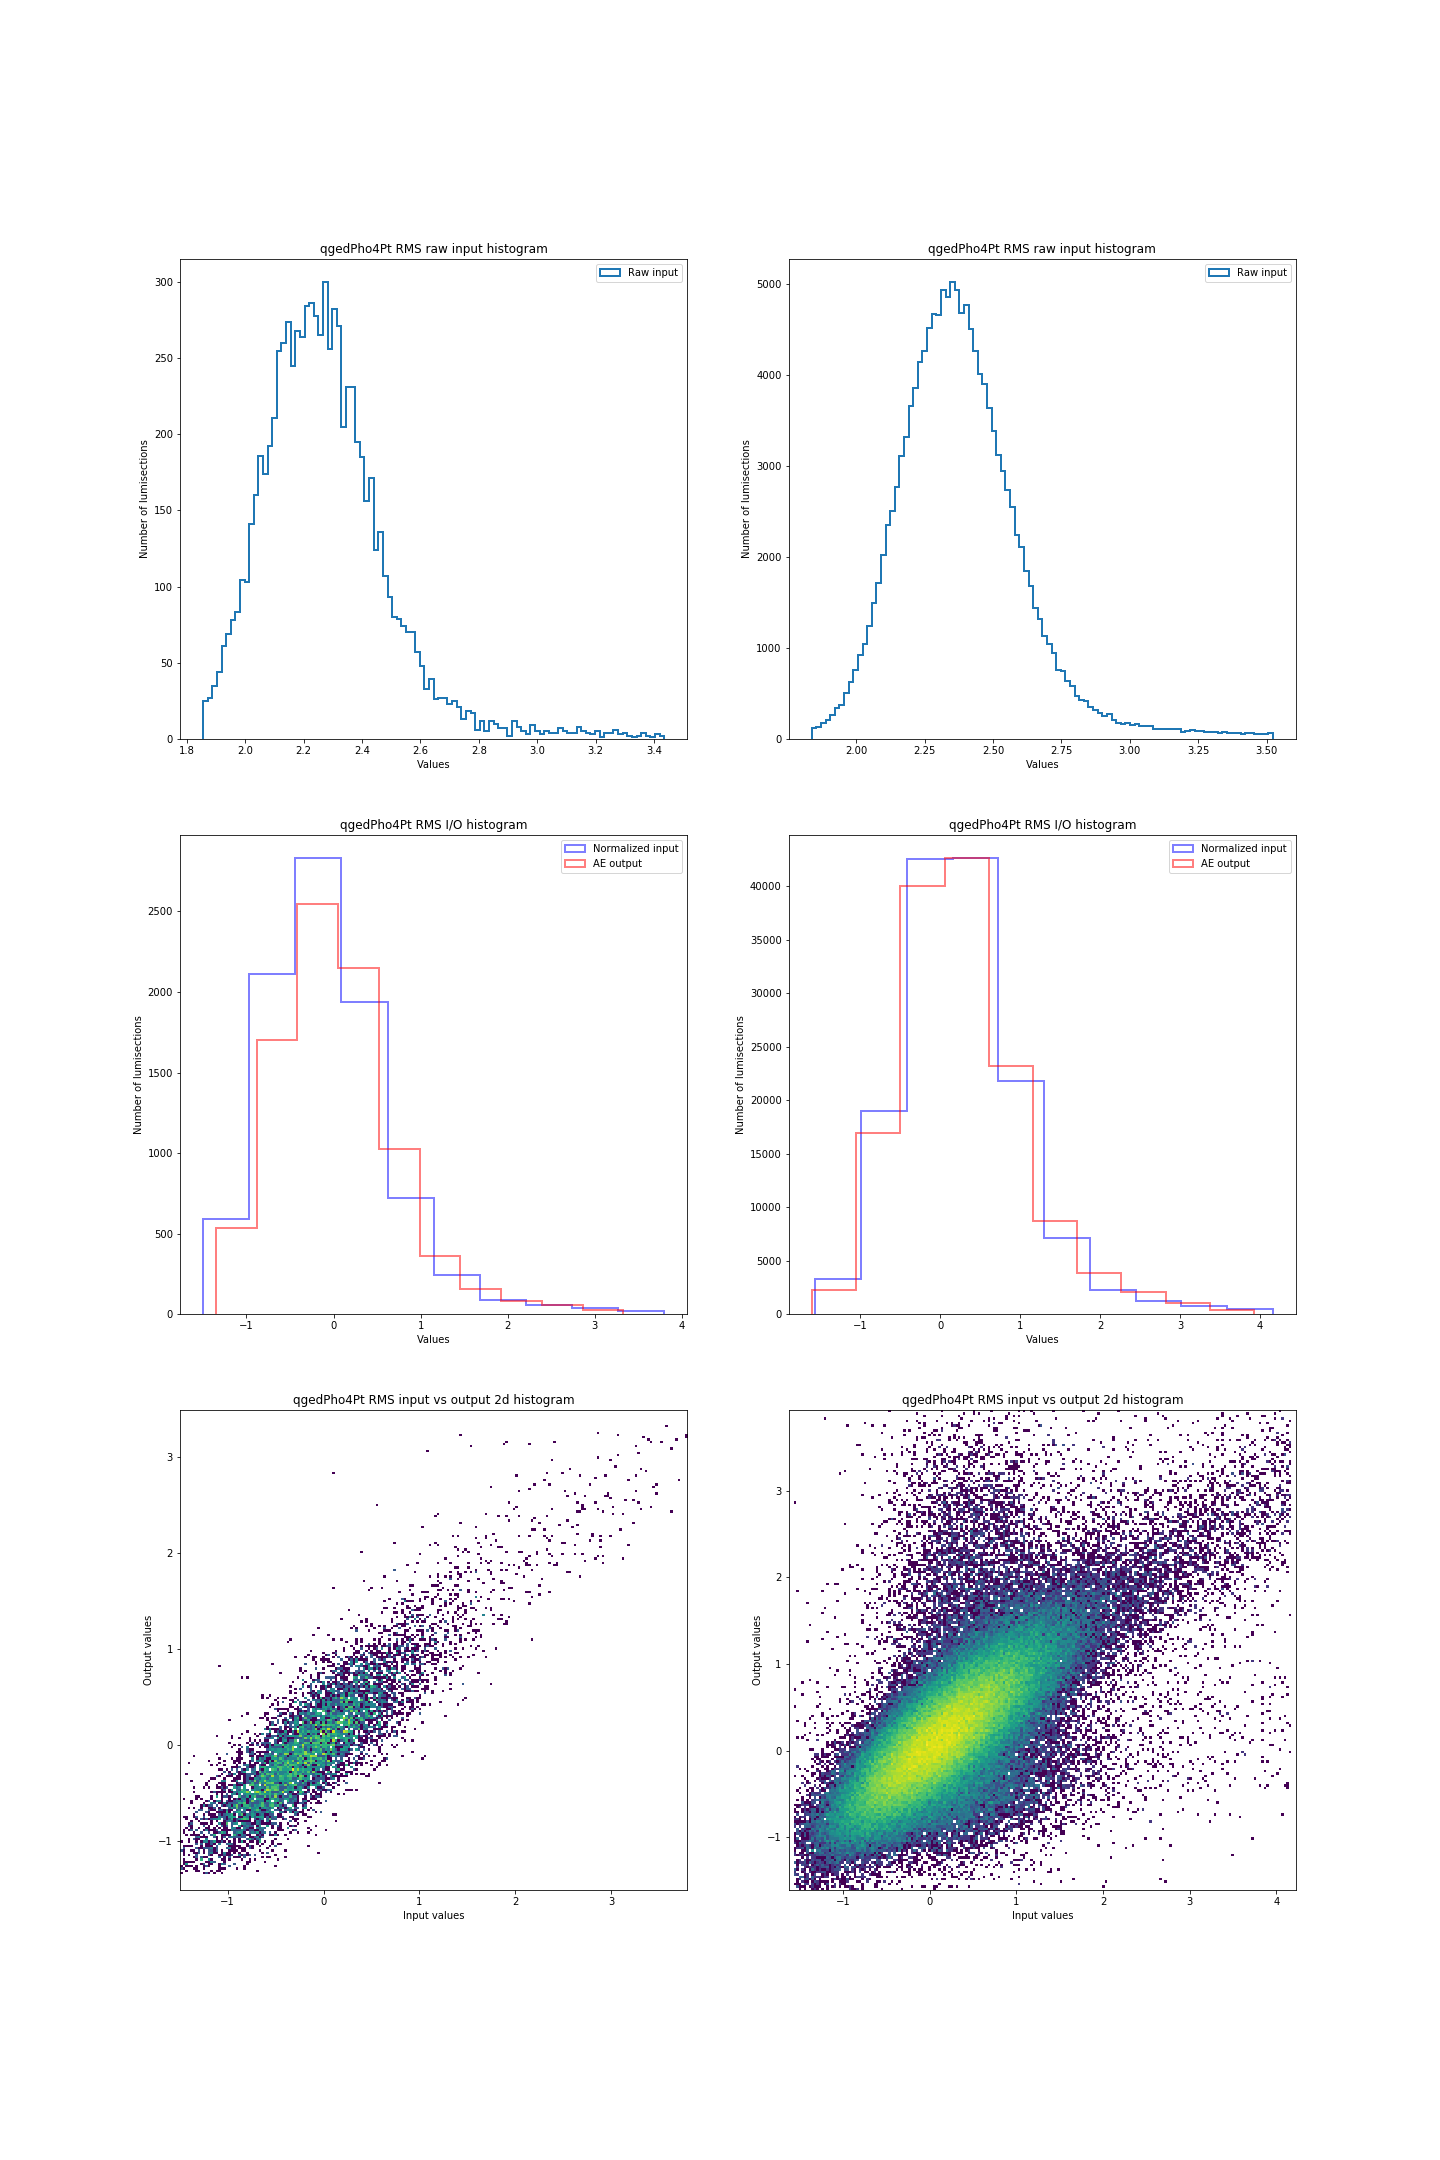 qgedPho4Pt RMS raw input histogram
Raw input
Number of lumisections
300
250
200
150
100
50
0
1.8 2.0 2.2 2.4 2.6 2.8 3.0 3.2 3.4
Values
qgedPho4Pt RMS raw input histogram
Raw input
Number of lumisections
5000
4000
3000
2000
1000
0
2.00 2.25 2.50 2.75 3.00 3.25 3.50
Values
qgedPho4Pt RMS I/O histogram
Normalized input
AE output
Number of lumisections
2500
2000
1500
1000
500
0
−1 0 1 2 3 4
Values
qgedPho4Pt RMS I/O histogram
Normalized input
AE output
Number of lumisections
40000
35000
30000
25000
20000
15000
10000
5000
0
−1 0 1 2 3 4
Values
qgedPho4Pt RMS input vs output 2d histogram
Output values
3
2
1
0
−1
−1 0 1 2 3
Input values
qgedPho4Pt RMS input vs output 2d histogram
Output values
3
2
1
0
−1
−1 0 1 2 3 4
Input values